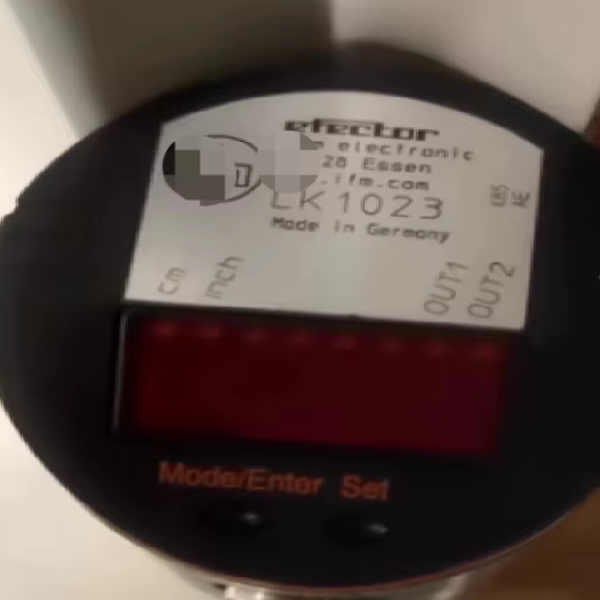 efector
electronic
28 Essen
.ifm.com
LK1023
Made in Germany
cm inch OUT1 OUT2
Mode/Enter Set